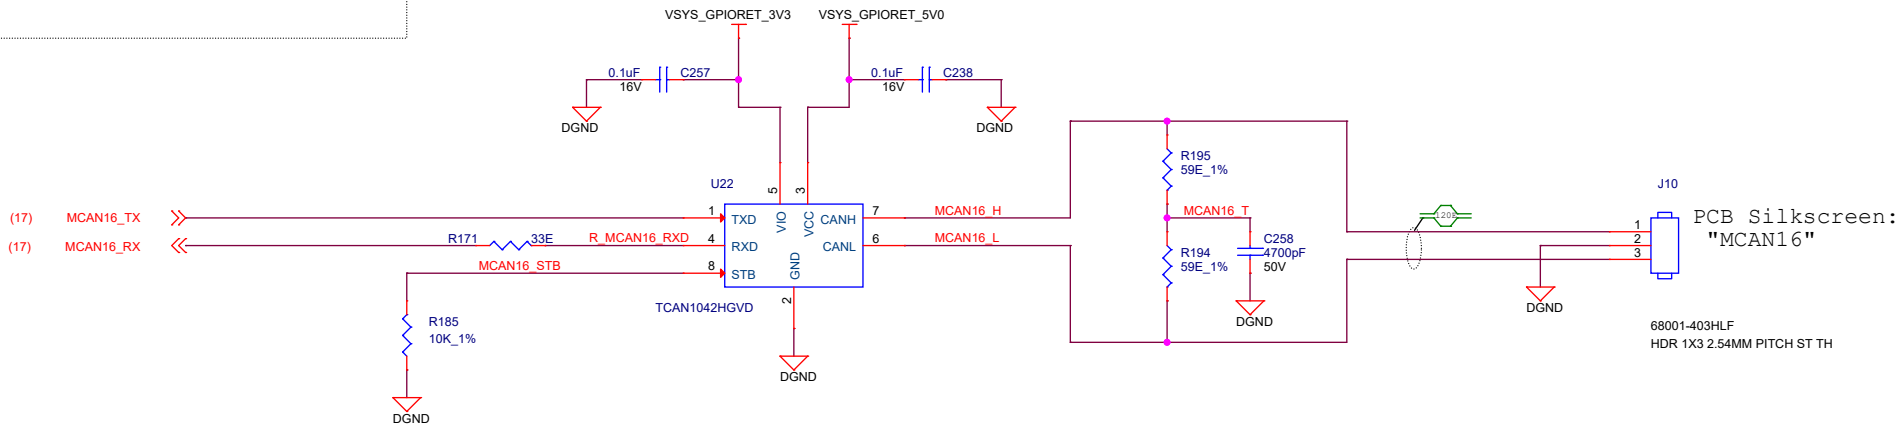 VSYS_GPIORET_3V3
VSYS_GPIORET_5V0
0.1uF
16V
C257
0.1uF
16V
C238
DGND
DGND
U22
5
VIO
3
VCC
(17) MCAN16_TX
1
TXD
CANH
7
MCAN16_H
(17) MCAN16_RX
R171
33E
R_MCAN16_RXD
4
RXD
CANL
6
MCAN16_L
MCAN16_STB
8
STB
GND
2
TCAN1042HGVD
DGND
R185
10K_1%
DGND
R195
59E_1%
MCAN16_T
R194
59E_1%
C258
4700pF
50V
DGND
120E
J10
1
2
3
DGND
PCB Silkscreen:
"MCAN16"
68001-403HLF
HDR 1X3 2.54MM PITCH ST TH